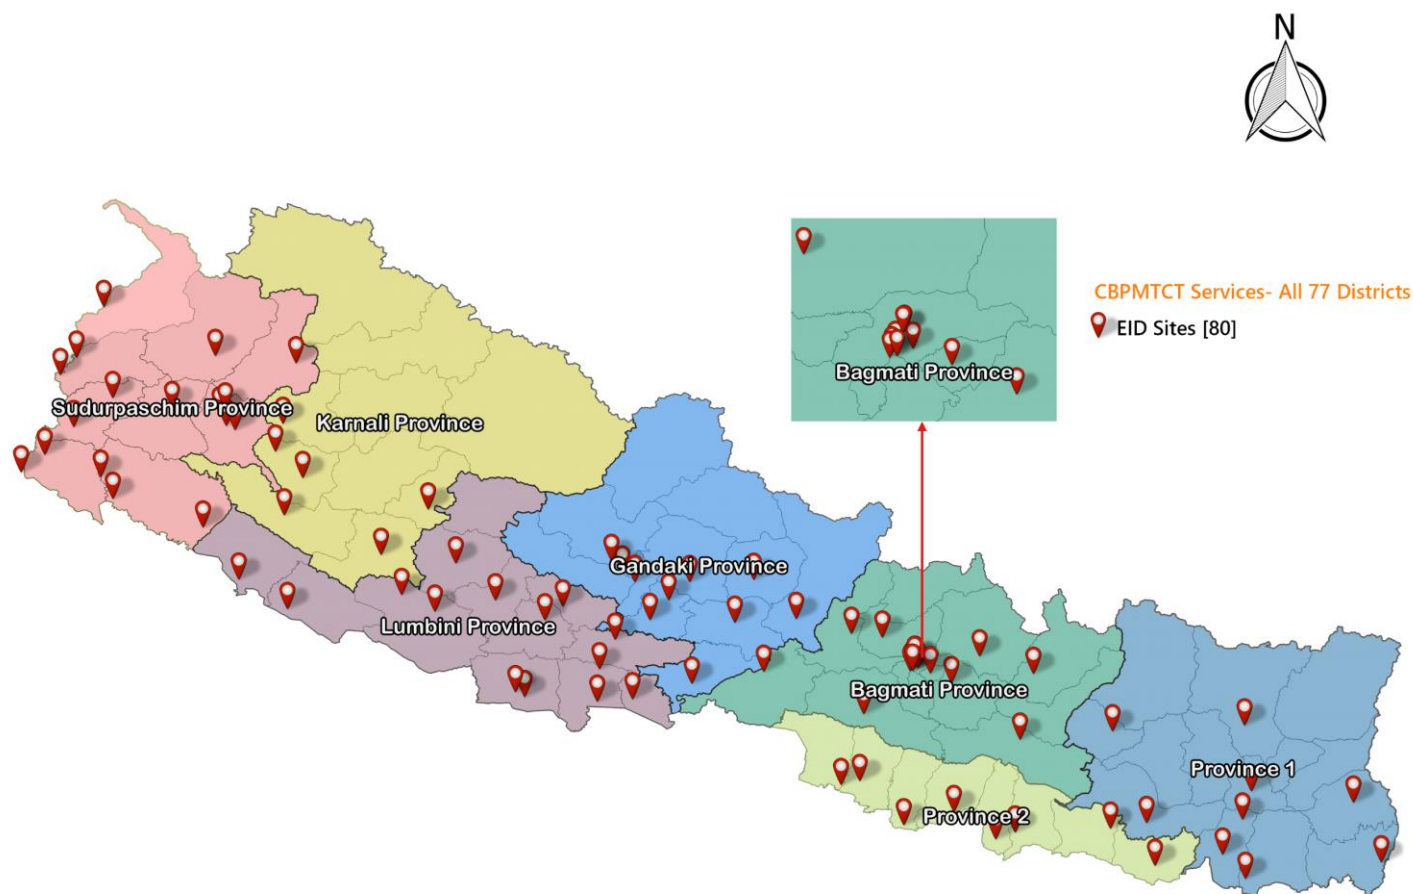 N
CBPMTCT Services- All 77 Districts
EID Sites [80]
Bagmati Province
Sudurpaschim Province
Karnali Province
Gandaki Province
Lumbini Province
Bagmati Province
Province 1
Province 2